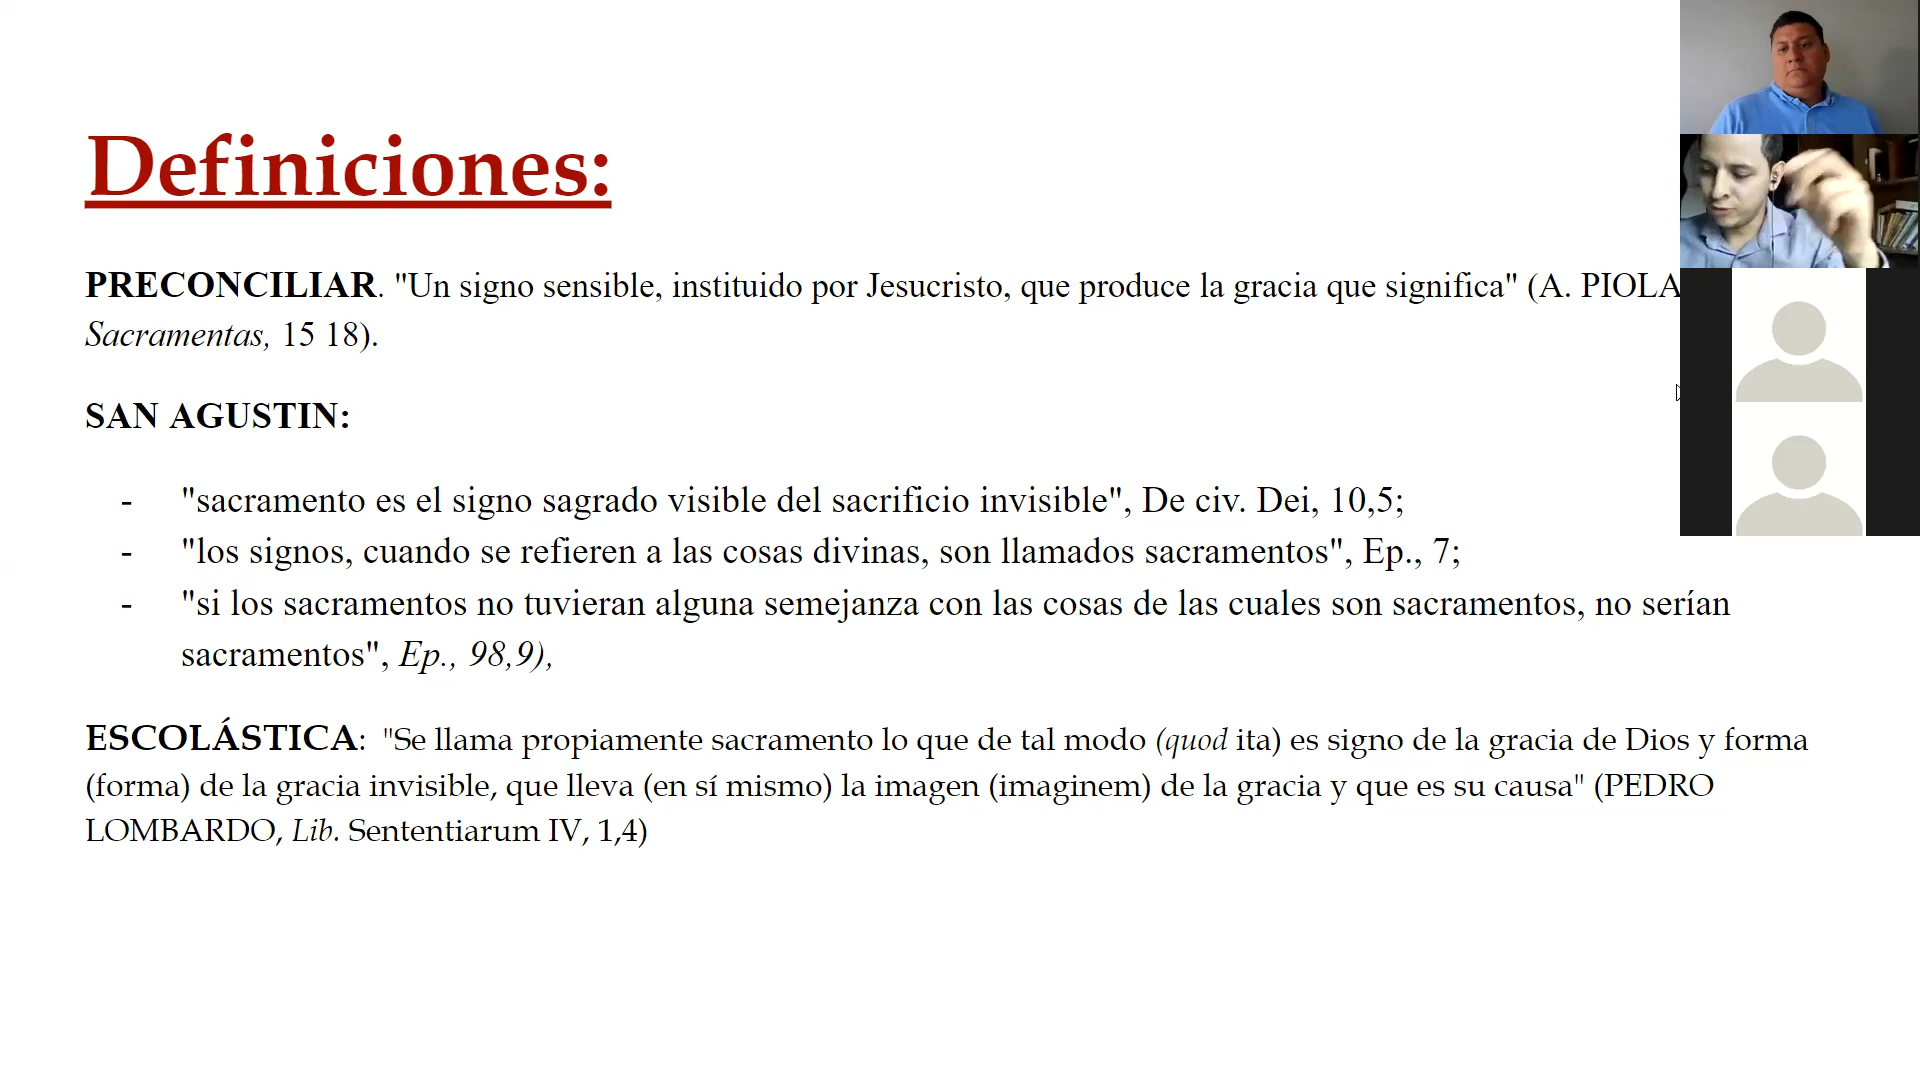 Definiciones:
PRECONCILIAR. "Un signo sensible, instituido por Jesucristo, que produce la gracia que significa" (A. PIOLA
Sacramentas, 15 18).
SAN AGUSTIN:
- "sacramento es el signo sagrado visible del sacrificio invisible", De civ. Dei, 10,5;
- "los signos, cuando se refieren a las cosas divinas, son llamados sacramentos", Ep., 7;
- "si los sacramentos no tuvieran alguna semejanza con las cosas de las cuales son sacramentos, no serían
sacramentos", Ep., 98,9),
ESCOLÁSTICA: "Se llama propiamente sacramento lo que de tal modo (quod ita) es signo de la gracia de Dios y forma
(forma) de la gracia invisible, que lleva (en sí mismo) la imagen (imaginem) de la gracia y que es su causa" (PEDRO
LOMBARDO, Lib. Sententiarum IV, 1,4)